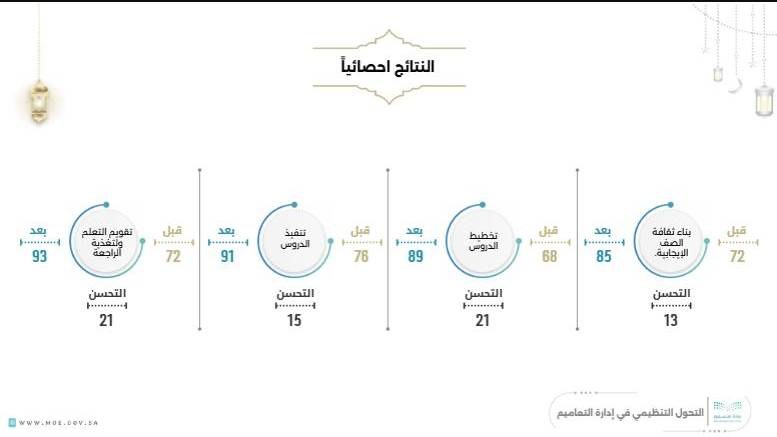 النتائج احصائياً
بناء ثقافة
الصف
الإيجابية.
قبل
72
بعد
85
التحسن
13
تخطيط
الدروس
قبل
68
بعد
89
التحسن
21
تنفيذ
الدروس
قبل
76
بعد
91
التحسن
15
تقويم التعلم
ولتغذية
الراجعة
قبل
72
بعد
93
التحسن
21
التحول التنظيمي في إدارة التعاميم
WWW.MOE.GOV.SA